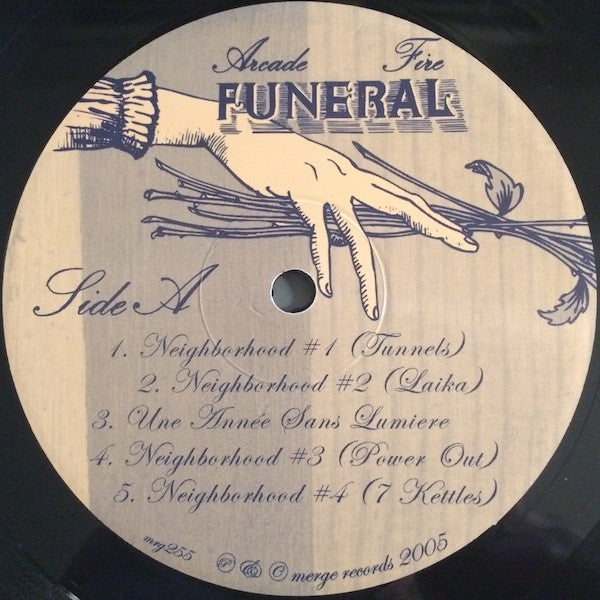 Arcade Fire
FUNERAL
Side A
1. Neighborhood #1 (Tunnels)
2. Neighborhood #2 (Laika)
3. Une Année Sans Lumiere
4. Neighborhood #3 (Power Out)
5. Neighborhood #4 (7 Kettles)
mrg255
Ⓟ & © merge records 2005